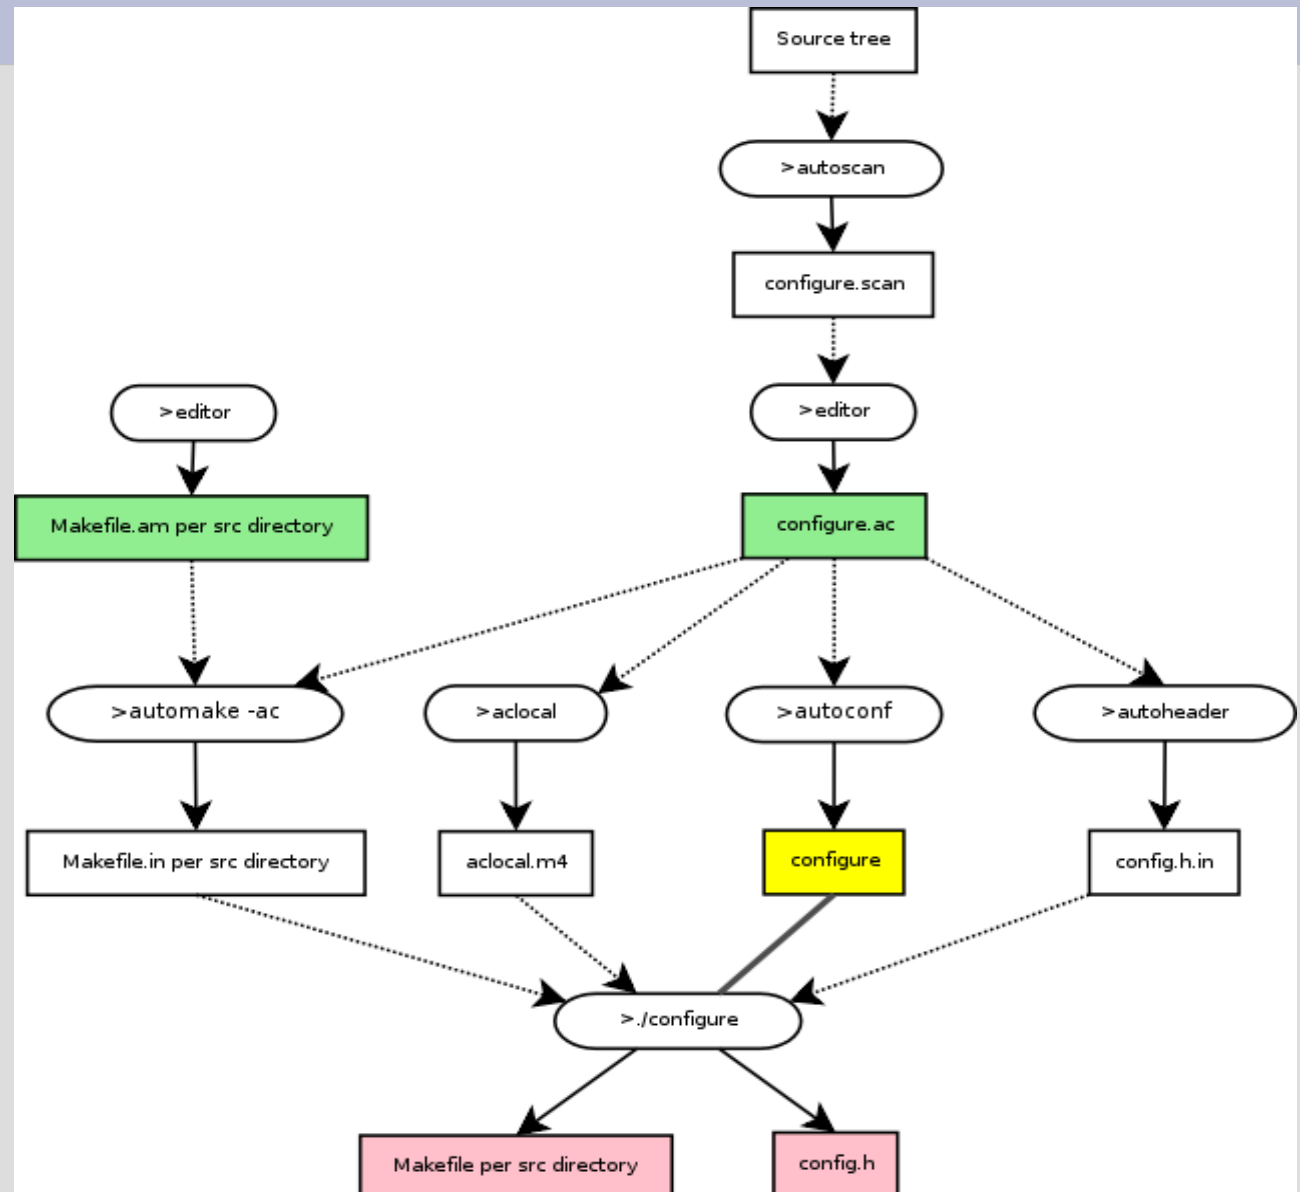 Source tree
>autoscan
configure.scan
>editor
>editor
Makefile.am per src directory
configure.ac
>automake -ac
>aclocal
>autoconf
>autoheader
Makefile.in per src directory
aclocal.m4
configure
config.h.in
>./configure
Makefile per src directory
config.h